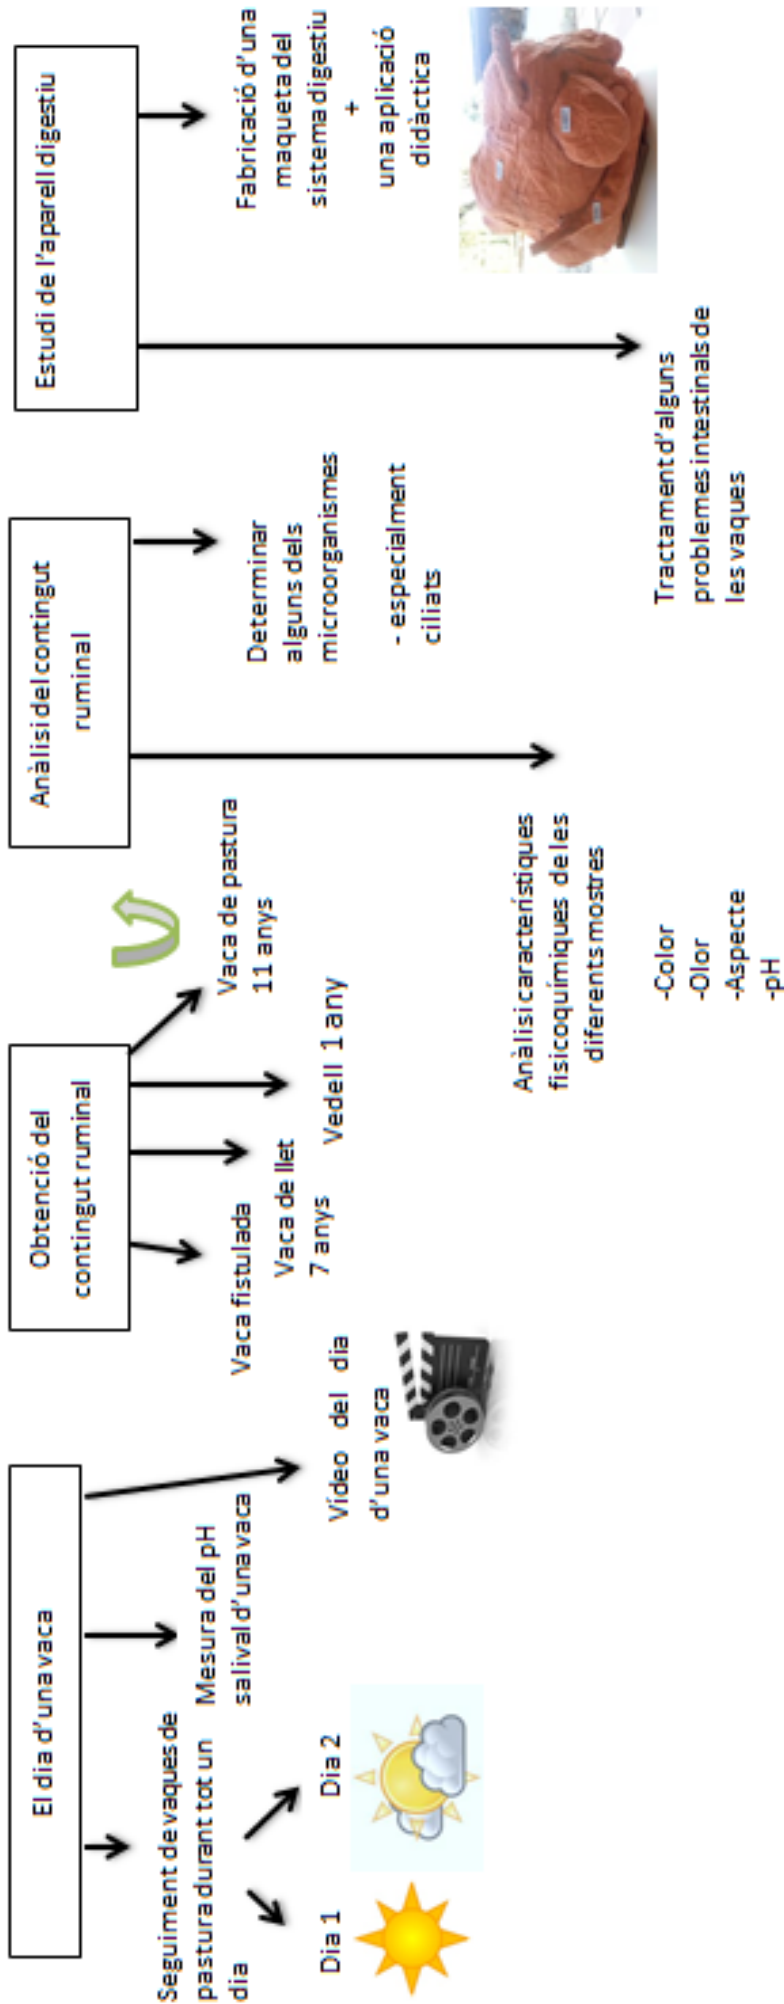 El dia d'una vaca
Seguiment de vaques de
pastura durant tot un
dia
Dia 1
Dia 2
Mesura del pH
salival d'una vaca
Vídeo del dia
d'una vaca
Obtenció del
contingut ruminal
Vaca fistulada
Vaca de llet
7 anys
Vedell 1 any
Vaca de pastura
11 anys
Anàlisi del contingut
ruminal
Anàlisi característiques
fisicoquímiques de les
diferents mostres
-Color
-Olor
-Aspecte
-pH
Determinar
alguns dels
microorganismes
- especialment
ciliats
Estudi de l'aparell digestiu
Tractament d'alguns
problemes intestinals de
les vaques
Fabricació d'una
maqueta del
sistema digestiu
+
una aplicació
didàctica